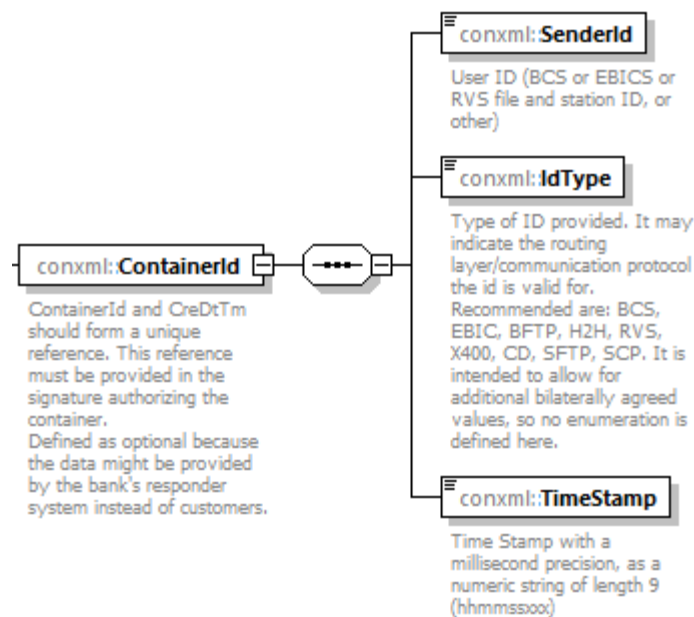 conxml::ContainerId
ContainerId and CreDtTm
should form a unique
reference. This reference
must be provided in the
signature authorizing the
container.
Defined as optional because
the data might be provided
by the bank's responder
system instead of customers.
conxml::SenderId
User ID (BCS or EBICS or
RVS file and station ID, or
other)
conxml::IdType
Type of ID provided. It may
indicate the routing
layer/communication protocol
the id is valid for.
Recommended are: BCS,
EBIC, BFTP, H2H, RVS,
X400, CD, SFTP, SCP. It is
intended to allow for
additional bilaterally agreed
values, so no enumeration is
defined here.
conxml::TimeStamp
Time Stamp with a
millisecond precision, as a
numeric string of length 9
(hhmmssxxx)